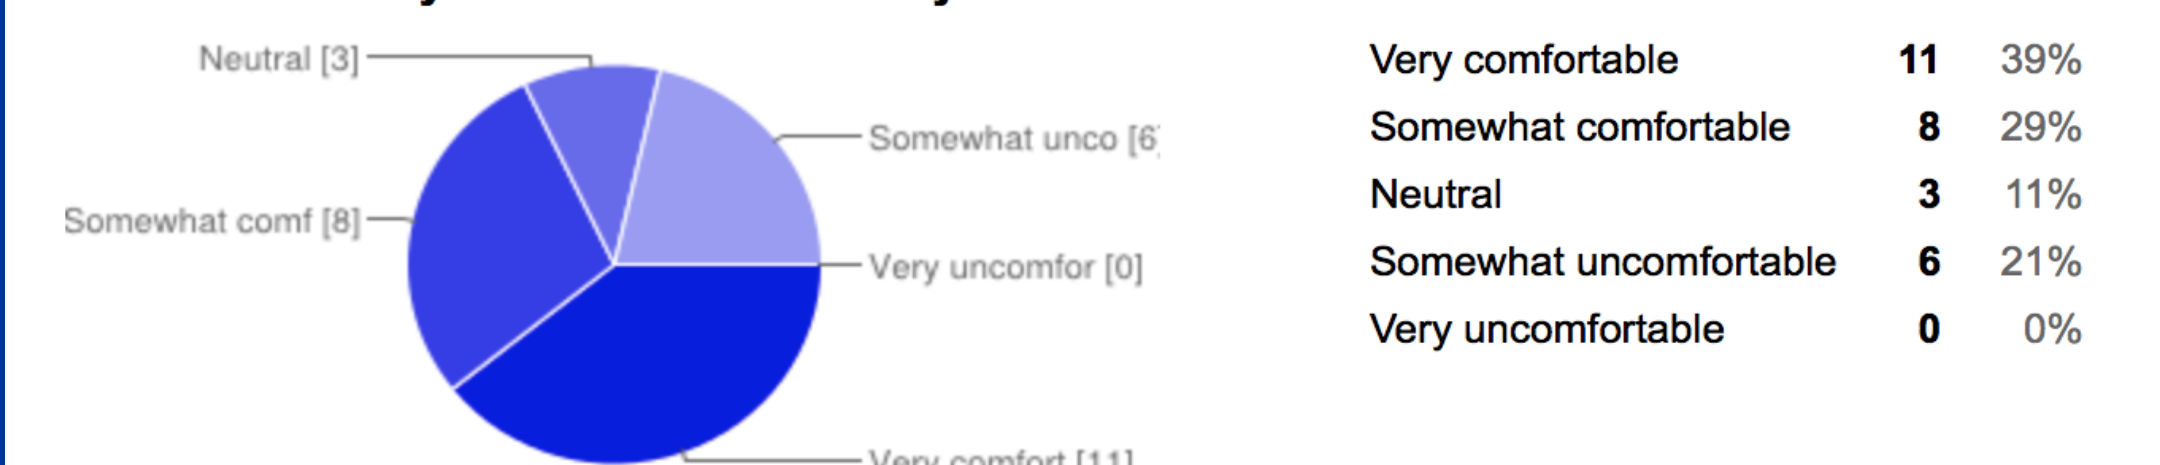 Neutral [3]
Somewhat unco [6]
Somewhat comf [8]
Very uncomfor [0]
Very comfort [11]
Very comfortable 11 39%
Somewhat comfortable 8 29%
Neutral 3 11%
Somewhat uncomfortable 6 21%
Very uncomfortable 0 0%